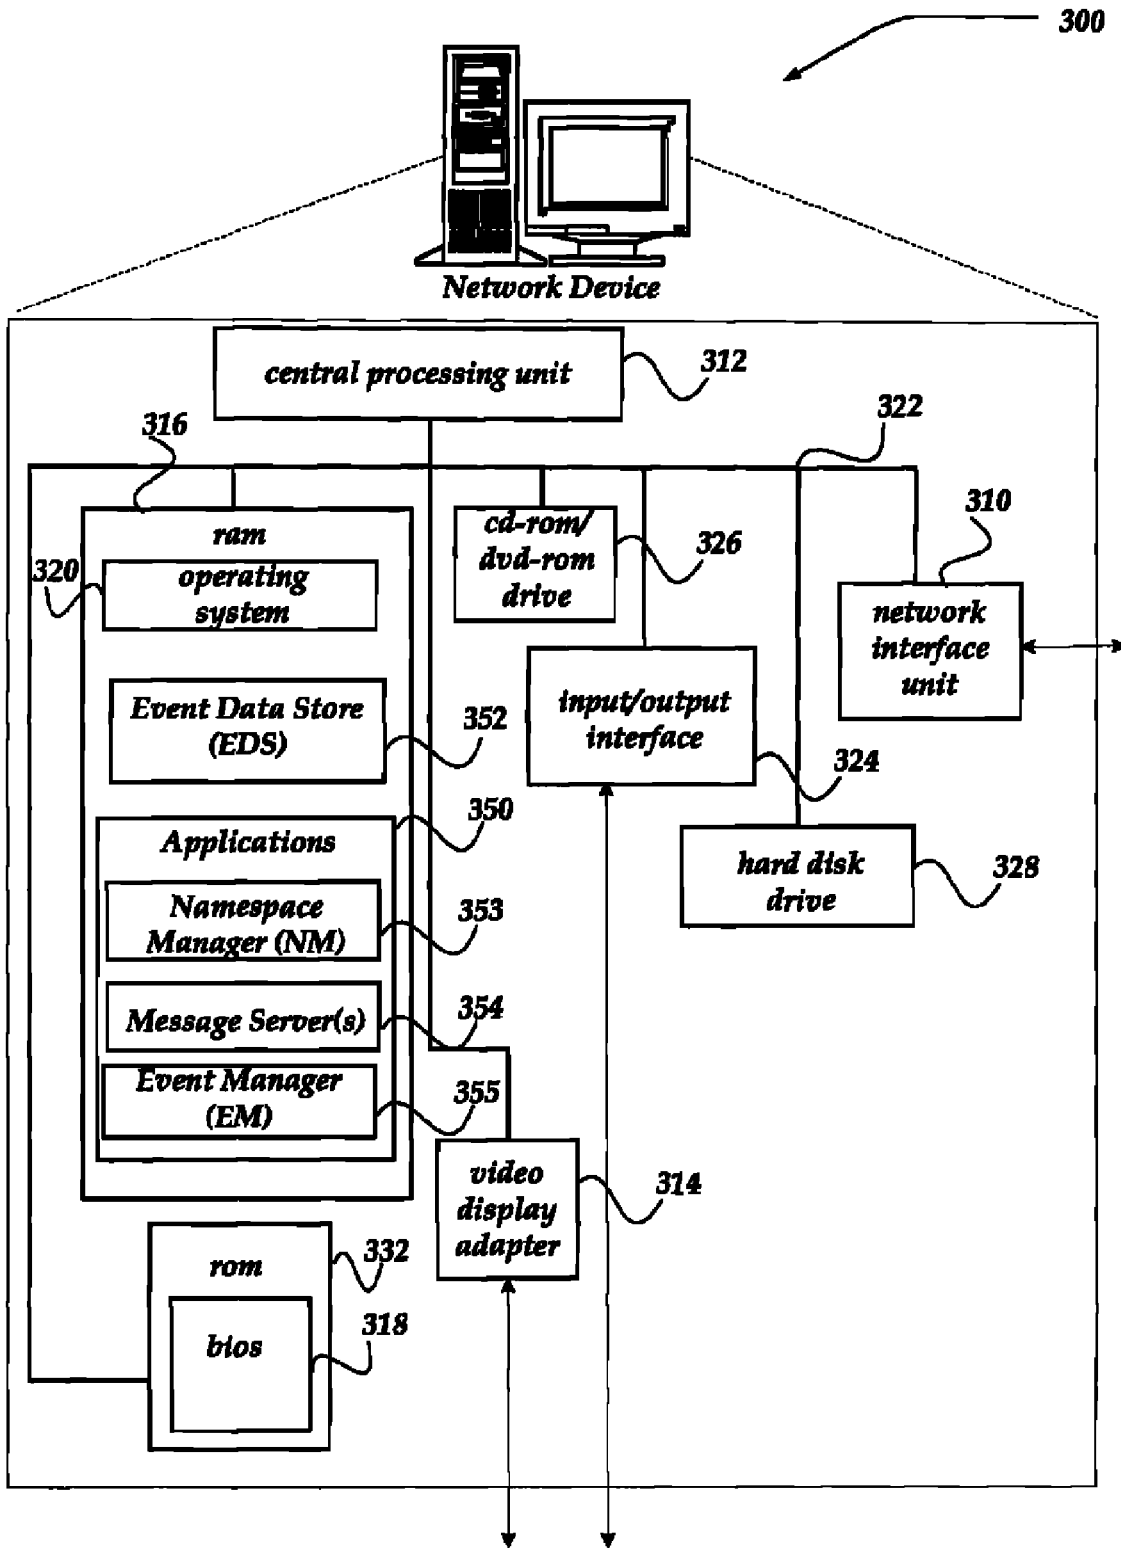 300
Network Device
central processing unit
312
316
322
ram
cd-rom/
dvd-rom
drive
326
310
320
operating
system
network
interface
unit
Event Data Store
(EDS)
352
input/output
interface
324
350
Applications
hard disk
drive
328
Namespace
Manager (NM)
353
Message Server(s)
354
Event Manager
(EM)
355
video
display
adapter
314
rom
332
bios
318